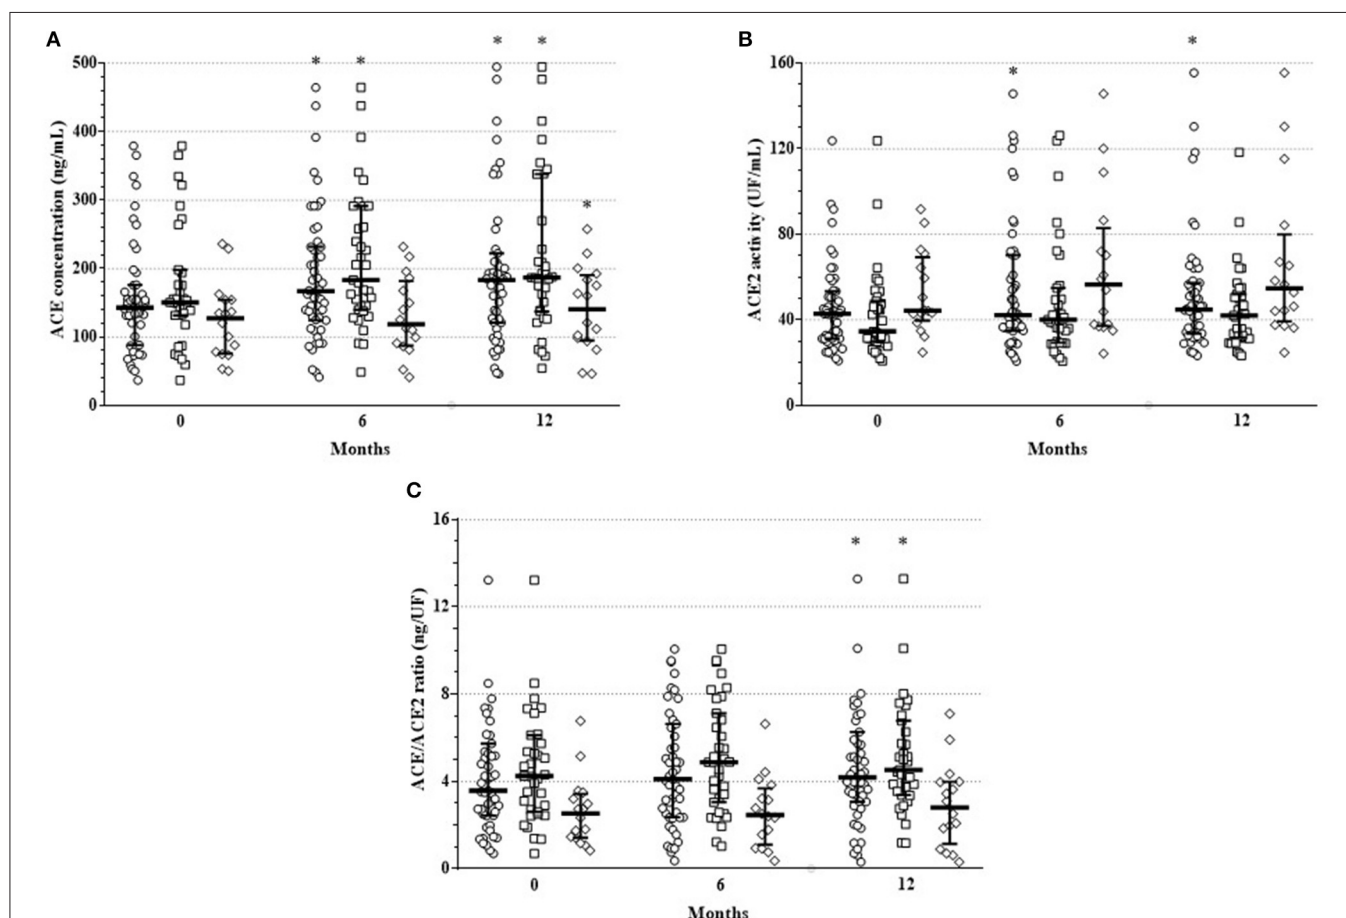 A
* * * * *
500
400
300
200
100
0
ACE concentration (ng/mL)
0 6 12
Months
B
* *
160
120
80
40
0
ACE2 activity (UF/mL)
0 6 12
Months
C
* *
16
12
8
4
0
ACE/ACE2 ratio (ng/UF)
0 6 12
Months